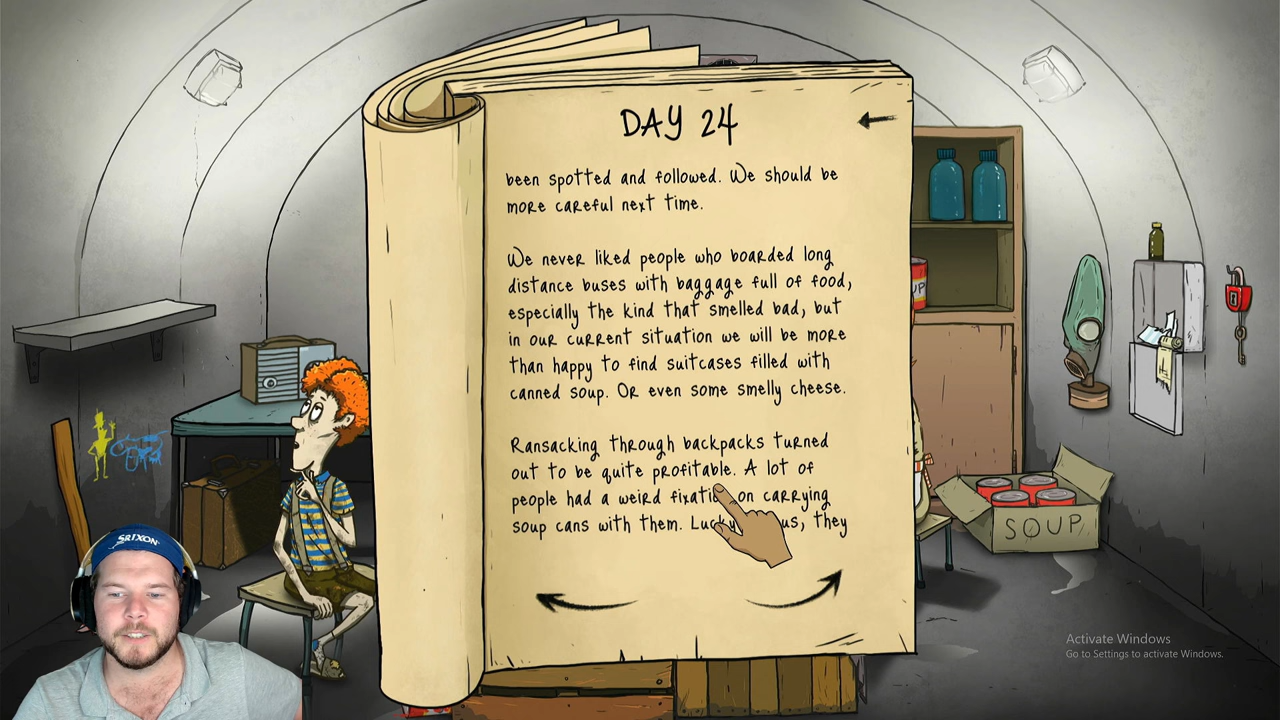 DAY 24
been spotted and followed. We should be
more careful next time.
We never liked people who boarded long
distance buses with baggage full of food,
especially the kind that smelled bad, but
in our current situation we will be more
than happy to find suitcases filled with
canned soup. Or even some smelly cheese.
Ransacking through backpacks turned
out to be quite profitable. A lot of
people had a weird on carrying
soup cans with them. us, they
SOUP
SRIXON
Activate Windows
Go to Settings to activate Windows.